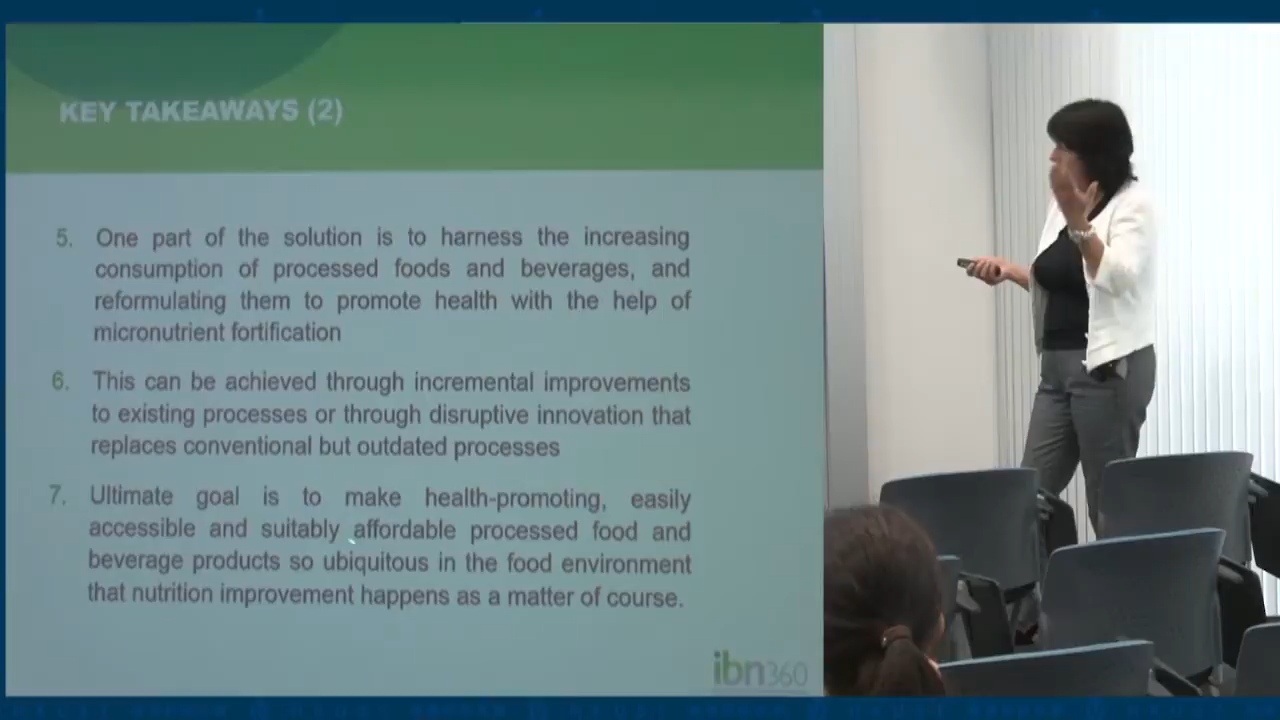 KEY TAKEAWAYS (2)
5. One part of the solution is to harness the increasing
consumption of processed foods and beverages, and
reformulating them to promote health with the help of
micronutrient fortification
6. This can be achieved through incremental improvements
to existing processes or through disruptive innovation that
replaces conventional but outdated processes
7. Ultimate goal is to make health-promoting, easily
accessible and suitably affordable processed food and
beverage products so ubiquitous in the food environment
that nutrition improvement happens as a matter of course.
ibn360